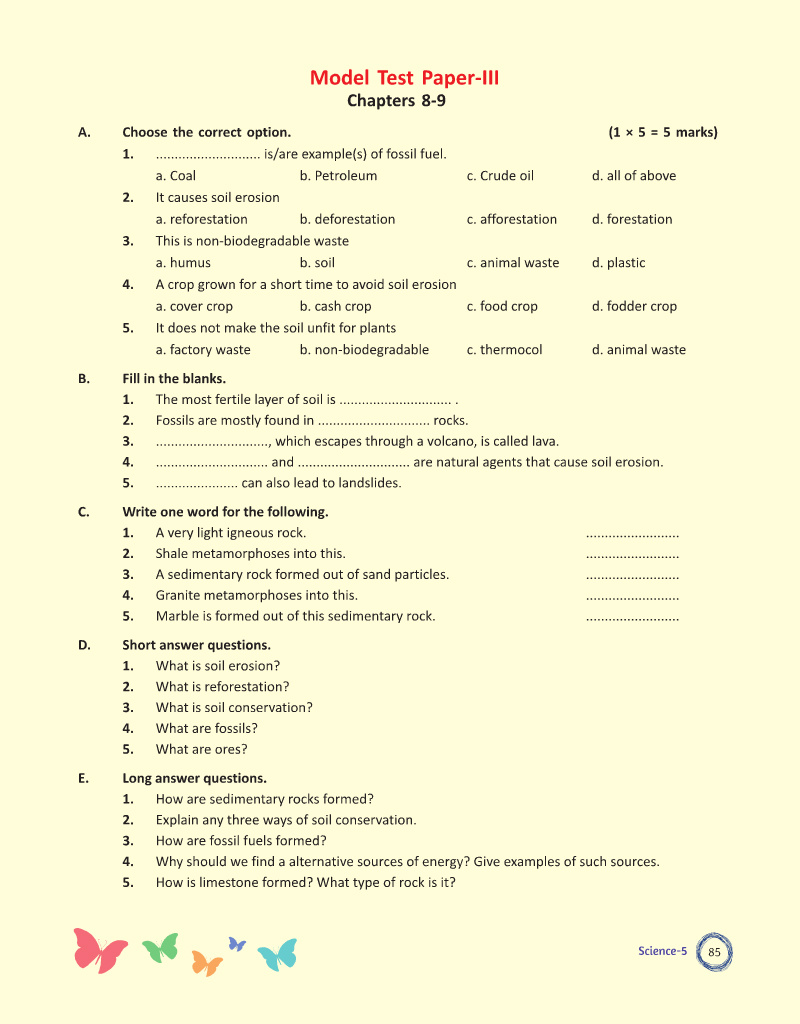 Model Test Paper-III
Chapters 8-9
A. Choose the correct option. (1 × 5 = 5 marks)
1. ........................... is/are example(s) of fossil fuel.
a. Coal b. Petroleum c. Crude oil d. all of above
2. It causes soil erosion
a. reforestation b. deforestation c. afforestation d. forestation
3. This is non-biodegradable waste
a. humus b. soil c. animal waste d. plastic
4. A crop grown for a short time to avoid soil erosion
a. cover crop b. cash crop c. food crop d. fodder crop
5. It does not make the soil unfit for plants
a. factory waste b. non-biodegradable c. thermocol d. animal waste
B. Fill in the blanks.
1. The most fertile layer of soil is ............................. .
2. Fossils are mostly found in ............................. rocks.
3. ............................., which escapes through a volcano, is called lava.
4. ............................. and ............................. are natural agents that cause soil erosion.
5. ..................... can also lead to landslides.
C. Write one word for the following.
1. A very light igneous rock. ........................
2. Shale metamorphoses into this. ........................
3. A sedimentary rock formed out of sand particles. ........................
4. Granite metamorphoses into this. ........................
5. Marble is formed out of this sedimentary rock. ........................
D. Short answer questions.
1. What is soil erosion?
2. What is reforestation?
3. What is soil conservation?
4. What are fossils?
5. What are ores?
E. Long answer questions.
1. How are sedimentary rocks formed?
2. Explain any three ways of soil conservation.
3. How are fossil fuels formed?
4. Why should we find a alternative sources of energy? Give examples of such sources.
5. How is limestone formed? What type of rock is it?
Science-5 85